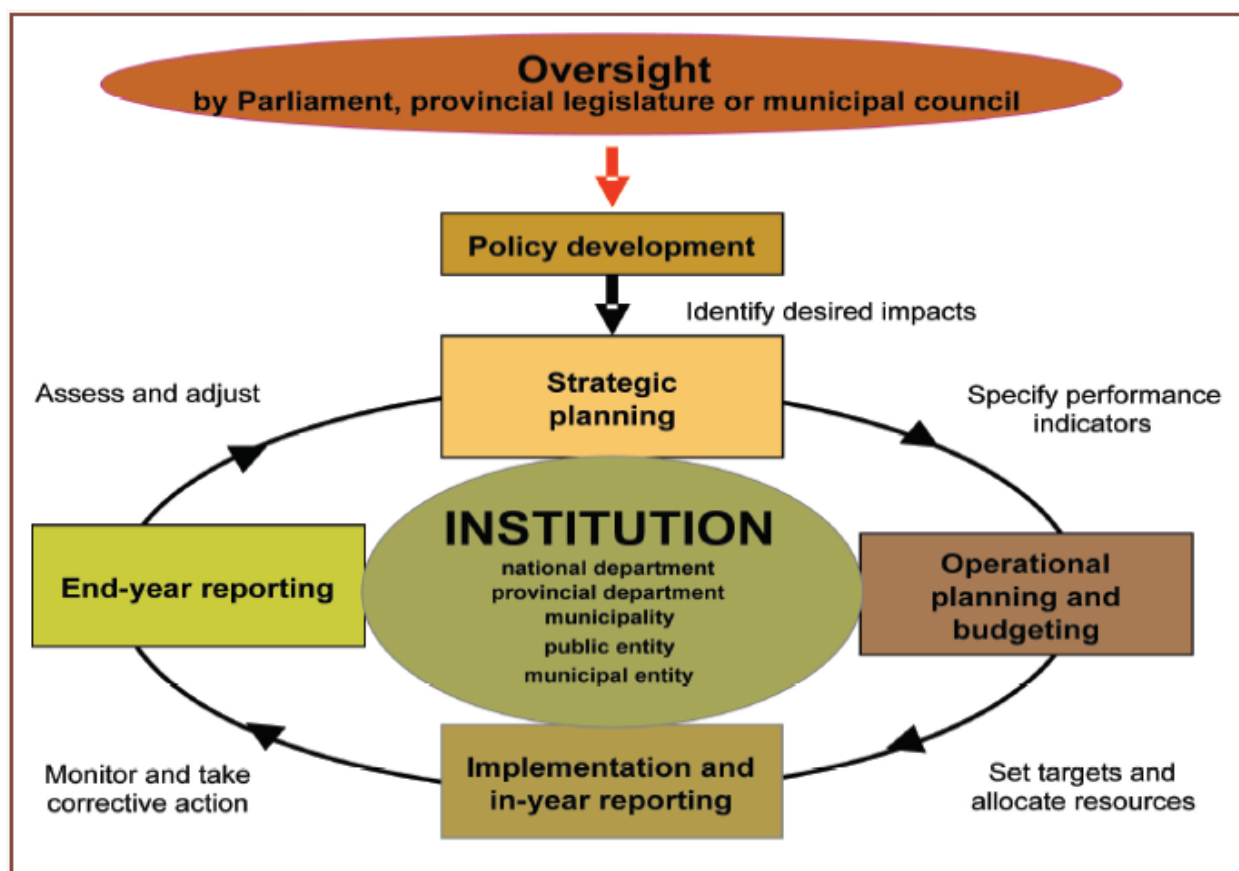 Oversight
by Parliament, provincial legislature or municipal council
Policy development
Identify desired impacts
Strategic
planning
Assess and adjust
Specify performance
indicators
INSTITUTION
national department
provincial department
municipality
public entity
municipal entity
End-year reporting
Operational
planning and
budgeting
Implementation and
in-year reporting
Monitor and take
corrective action
Set targets and
allocate resources